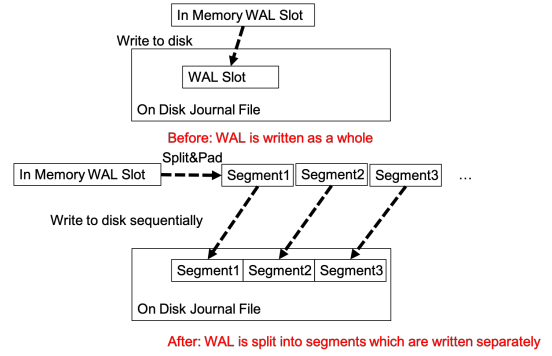 In Memory WAL Slot
Write to disk
WAL Slot
On Disk Journal File
Before: WAL is written as a whole
Split&Pad
In Memory WAL Slot
Segment1
Segment2
Segment3
...
Write to disk sequentially
Segment1
Segment2
Segment3
On Disk Journal File
After: WAL is split into segments which are written separately